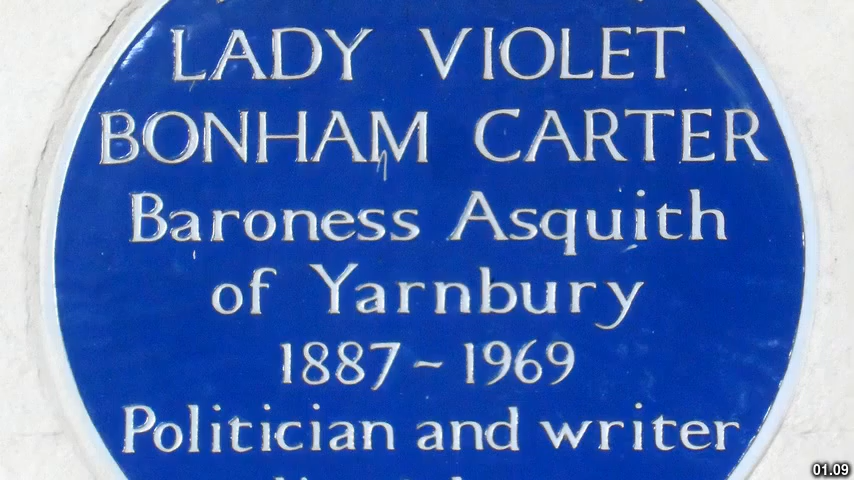 LADY VIOLET
BONHAM CARTER
Baroness Asquith
of Yarnbury
1887 ~ 1969
Politician and writer
01.09